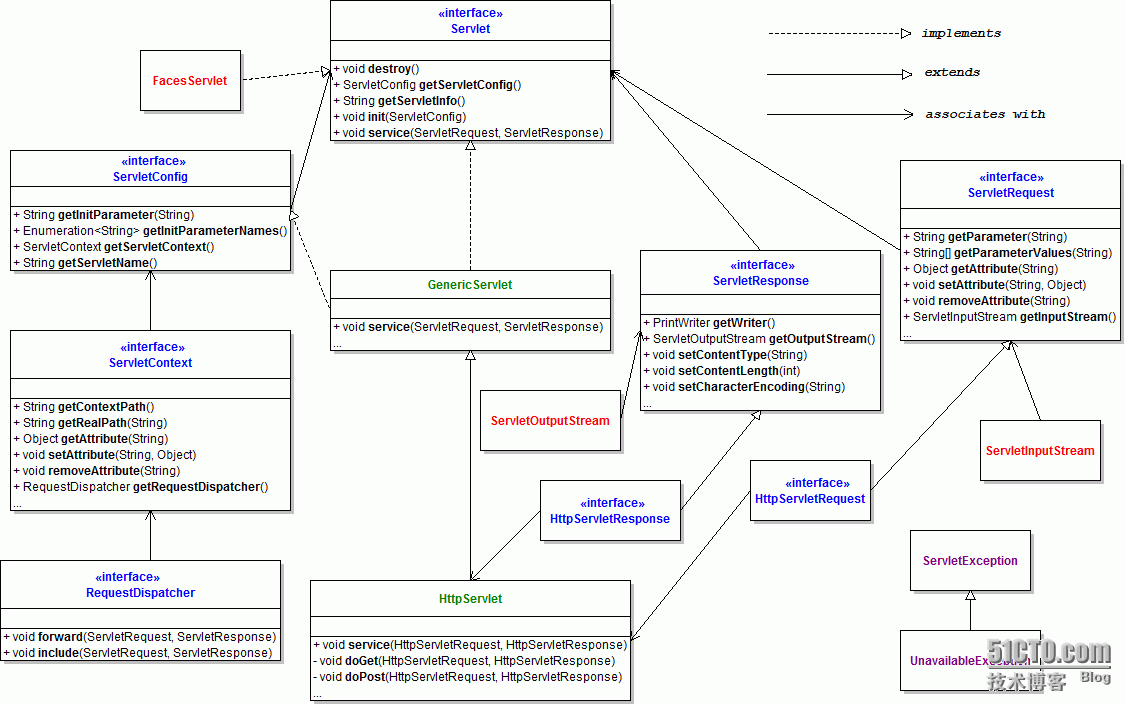 «interface»
Servlet
+ void destroy()
+ ServletConfig getServletConfig()
+ String getServletInfo()
+ void init(ServletConfig)
+ void service(ServletRequest, ServletResponse)
implements
extends
associates with
FacesServlet
«interface»
ServletConfig
+ String getInitParameter(String)
+ Enumeration<String> getInitParameterNames()
+ ServletContext getServletContext()
+ String getServletName()
«interface»
ServletRequest
+ String getParameter(String)
+ String[] getParameterValues(String)
+ Object getAttribute(String)
+ void setAttribute(String, Object)
+ void removeAttribute(String)
+ ServletInputStream getInputStream()
...
GenericServlet
+ void service(ServletRequest, ServletResponse)
...
«interface»
ServletResponse
+ PrintWriter getWriter()
+ ServletOutputStream getOutputStream()
+ void setContentType(String)
+ void setContentLength(int)
+ void setCharacterEncoding(String)
...
«interface»
ServletContext
+ String getContextPath()
+ String getRealPath(String)
+ Object getAttribute(String)
+ void setAttribute(String, Object)
+ void removeAttribute(String)
+ RequestDispatcher getRequestDispatcher()
...
ServletOutputStream
ServletInputStream
«interface»
HttpServletResponse
«interface»
HttpServletRequest
«interface»
RequestDispatcher
+ void forward(ServletRequest, ServletResponse)
+ void include(ServletRequest, ServletResponse)
HttpServlet
+ void service(HttpServletRequest, HttpServletResponse)
- void doGet(HttpServletRequest, HttpServletResponse)
- void doPost(HttpServletRequest, HttpServletResponse)
...
ServletException
UnavailableException
51CTO.com
技术博客 Blog